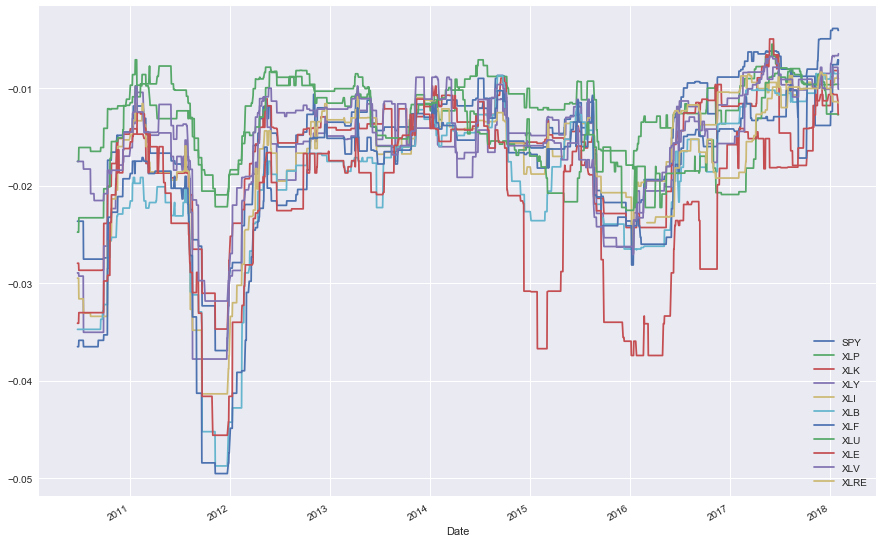 −0.01
−0.02
−0.03
−0.04
−0.05
2011
2012
2013
2014
2015
2016
2017
2018
Date
SPY
XLP
XLK
XLY
XLI
XLB
XLF
XLU
XLE
XLV
XLRE